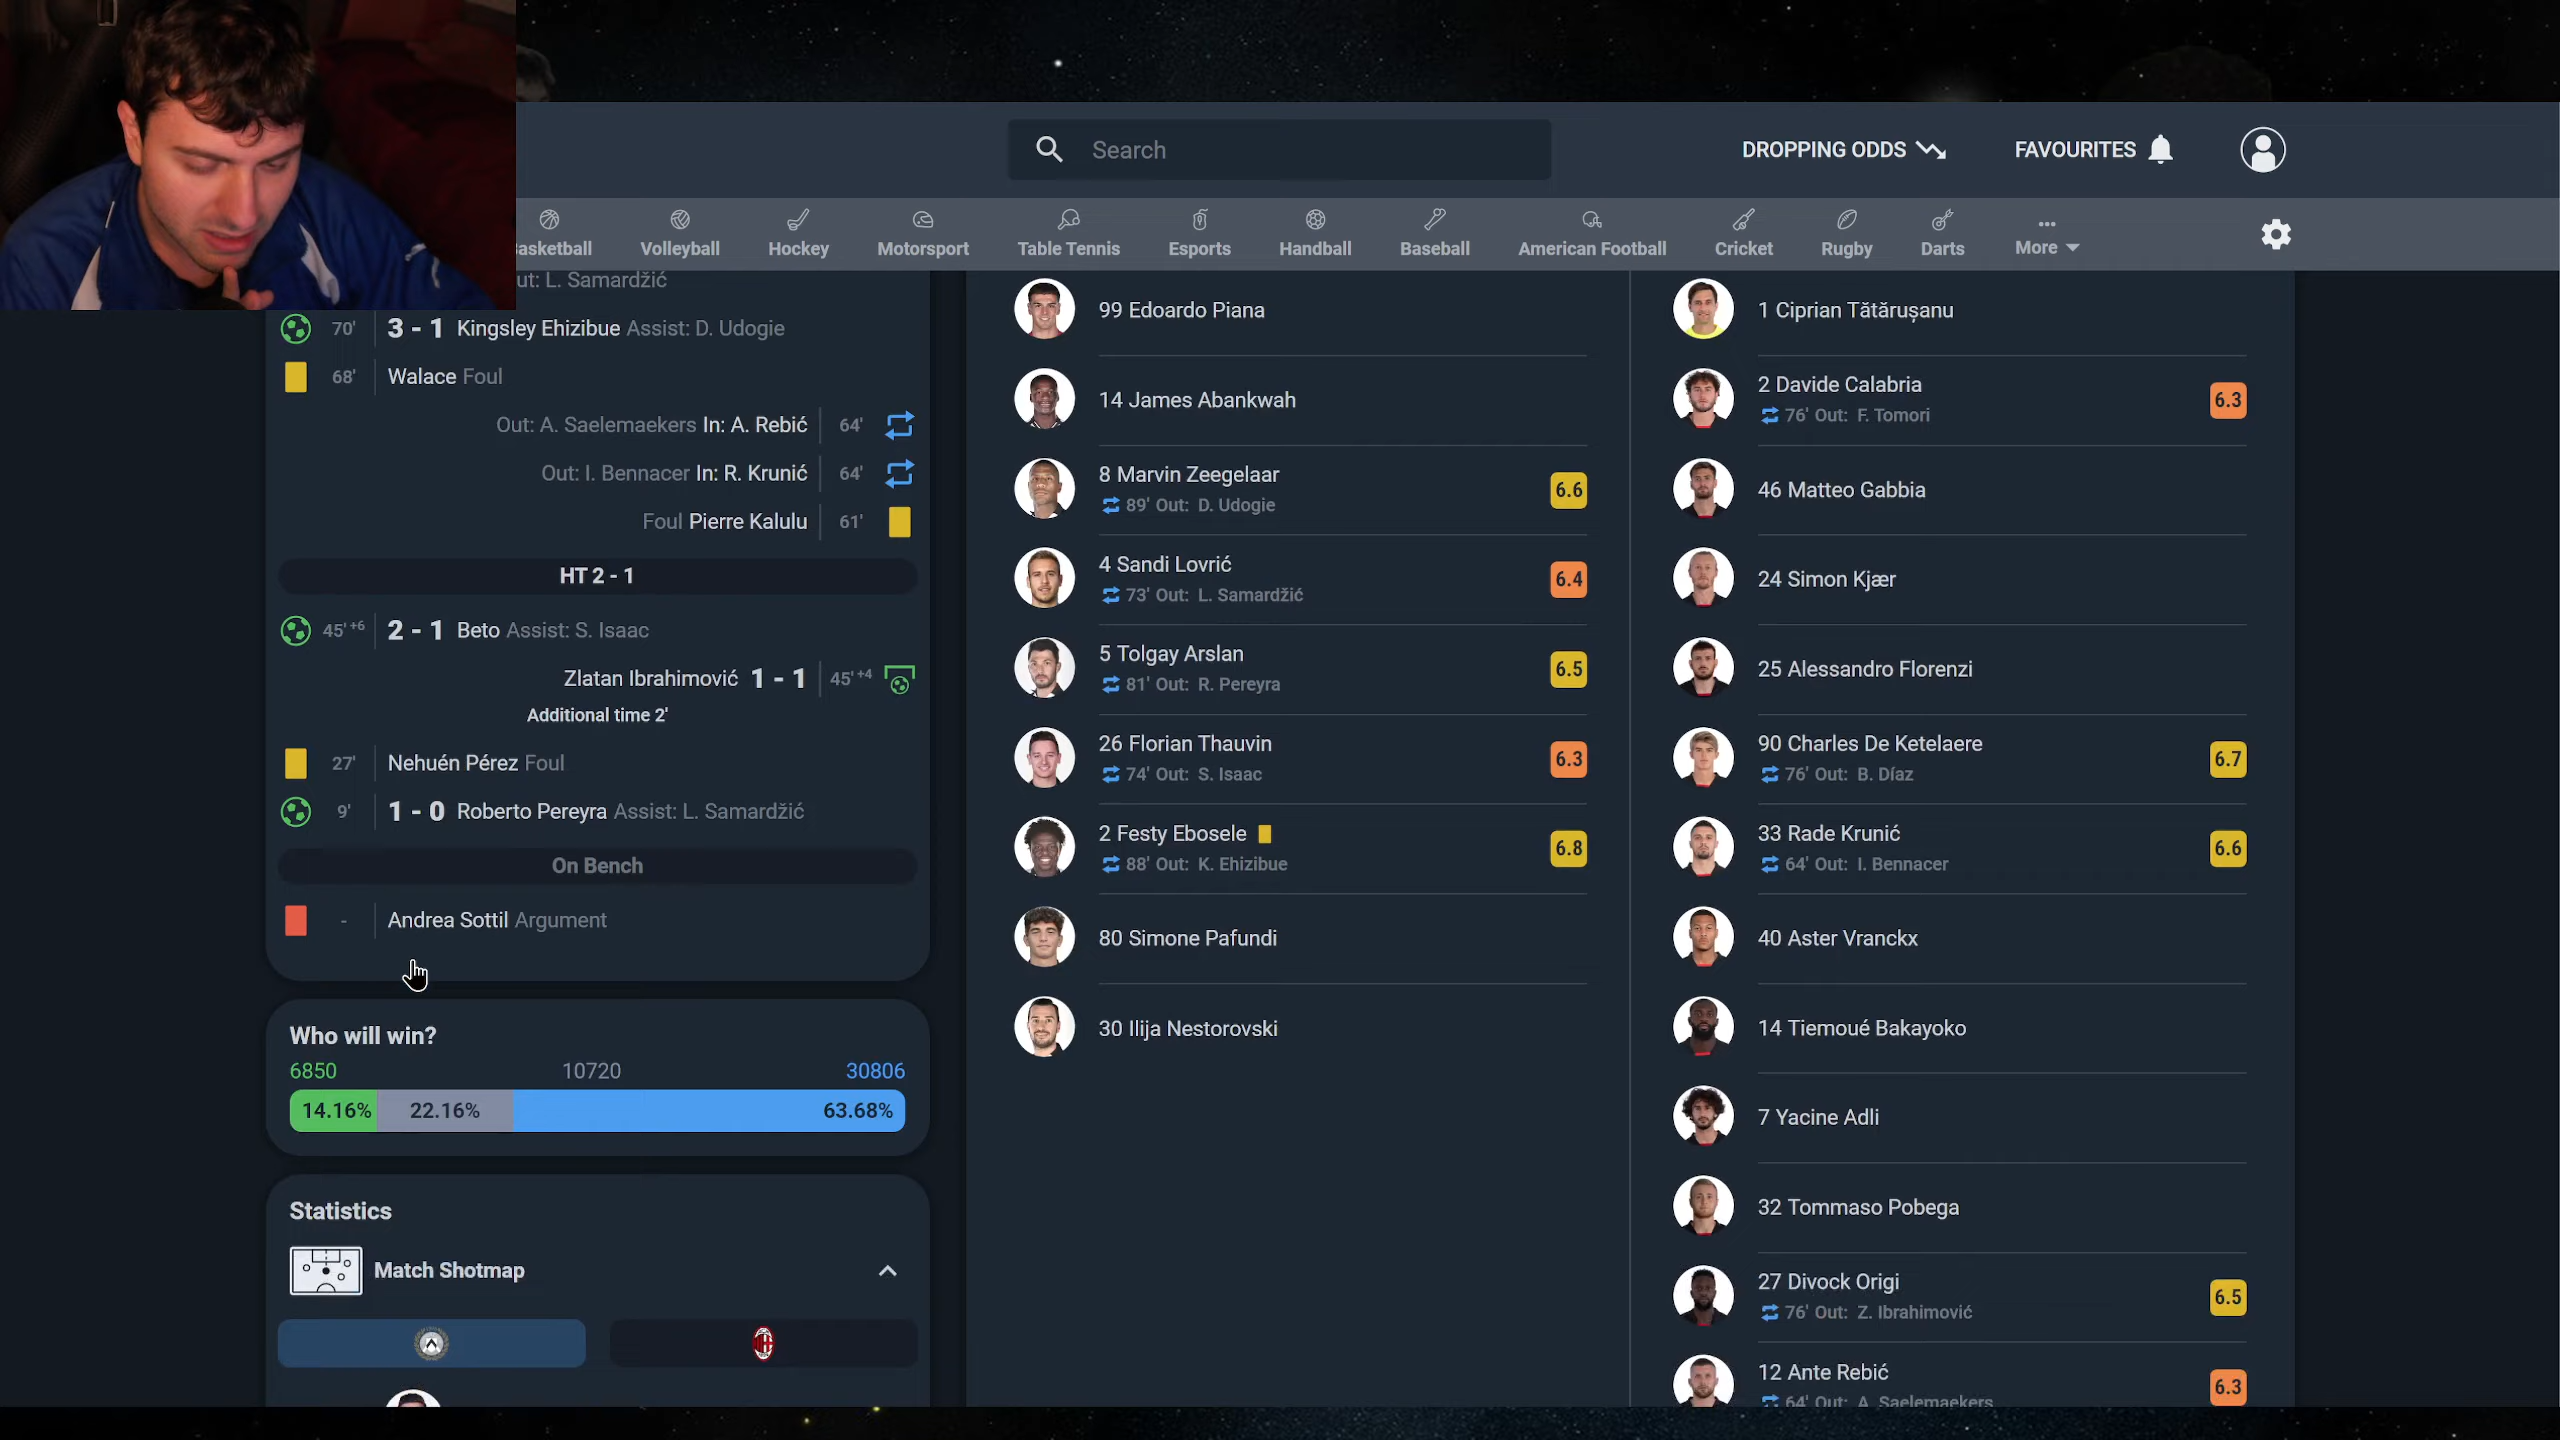 Search
DROPPING ODDS
FAVOURITES
asketball
Volleyball
Hockey
Motorsport
Table Tennis
Esports
Handball
Baseball
American Football
Cricket
Rugby
Darts
More
ut: L. Samardžić
70' 3 - 1 Kingsley Ehizibue Assist: D. Udogie
68' Walace Foul
Out: A. Saelemaekers In: A. Rebić 64'
Out: I. Bennacer In: R. Krunić 64'
Foul Pierre Kalulu 61'
HT 2 - 1
45' +6 2 - 1 Beto Assist: S. Isaac
Zlatan Ibrahimović 1 - 1 45' +4
Additional time 2'
27' Nehuén Pérez Foul
9' 1 - 0 Roberto Pereyra Assist: L. Samardžić
On Bench
- Andrea Sottil Argument
Who will win?
6850 10720 30806
14.16% 22.16% 63.68%
Statistics
Match Shotmap
99 Edoardo Piana
14 James Abankwah
8 Marvin Zeegelaar
89' Out: D. Udogie
6.6
4 Sandi Lovrić
73' Out: L. Samardžić
6.4
5 Tolgay Arslan
81' Out: R. Pereyra
6.5
26 Florian Thauvin
74' Out: S. Isaac
6.3
2 Festy Ebosele
88' Out: K. Ehizibue
6.8
80 Simone Pafundi
30 Ilija Nestorovski
1 Ciprian Tătărușanu
2 Davide Calabria
76' Out: F. Tomori
6.3
46 Matteo Gabbia
24 Simon Kjær
25 Alessandro Florenzi
90 Charles De Ketelaere
76' Out: B. Díaz
6.7
33 Rade Krunić
64' Out: I. Bennacer
6.6
40 Aster Vranckx
14 Tiemoué Bakayoko
7 Yacine Adli
32 Tommaso Pobega
27 Divock Origi
76' Out: Z. Ibrahimović
6.5
12 Ante Rebić
64' Out: A. Saelemaekers
6.3